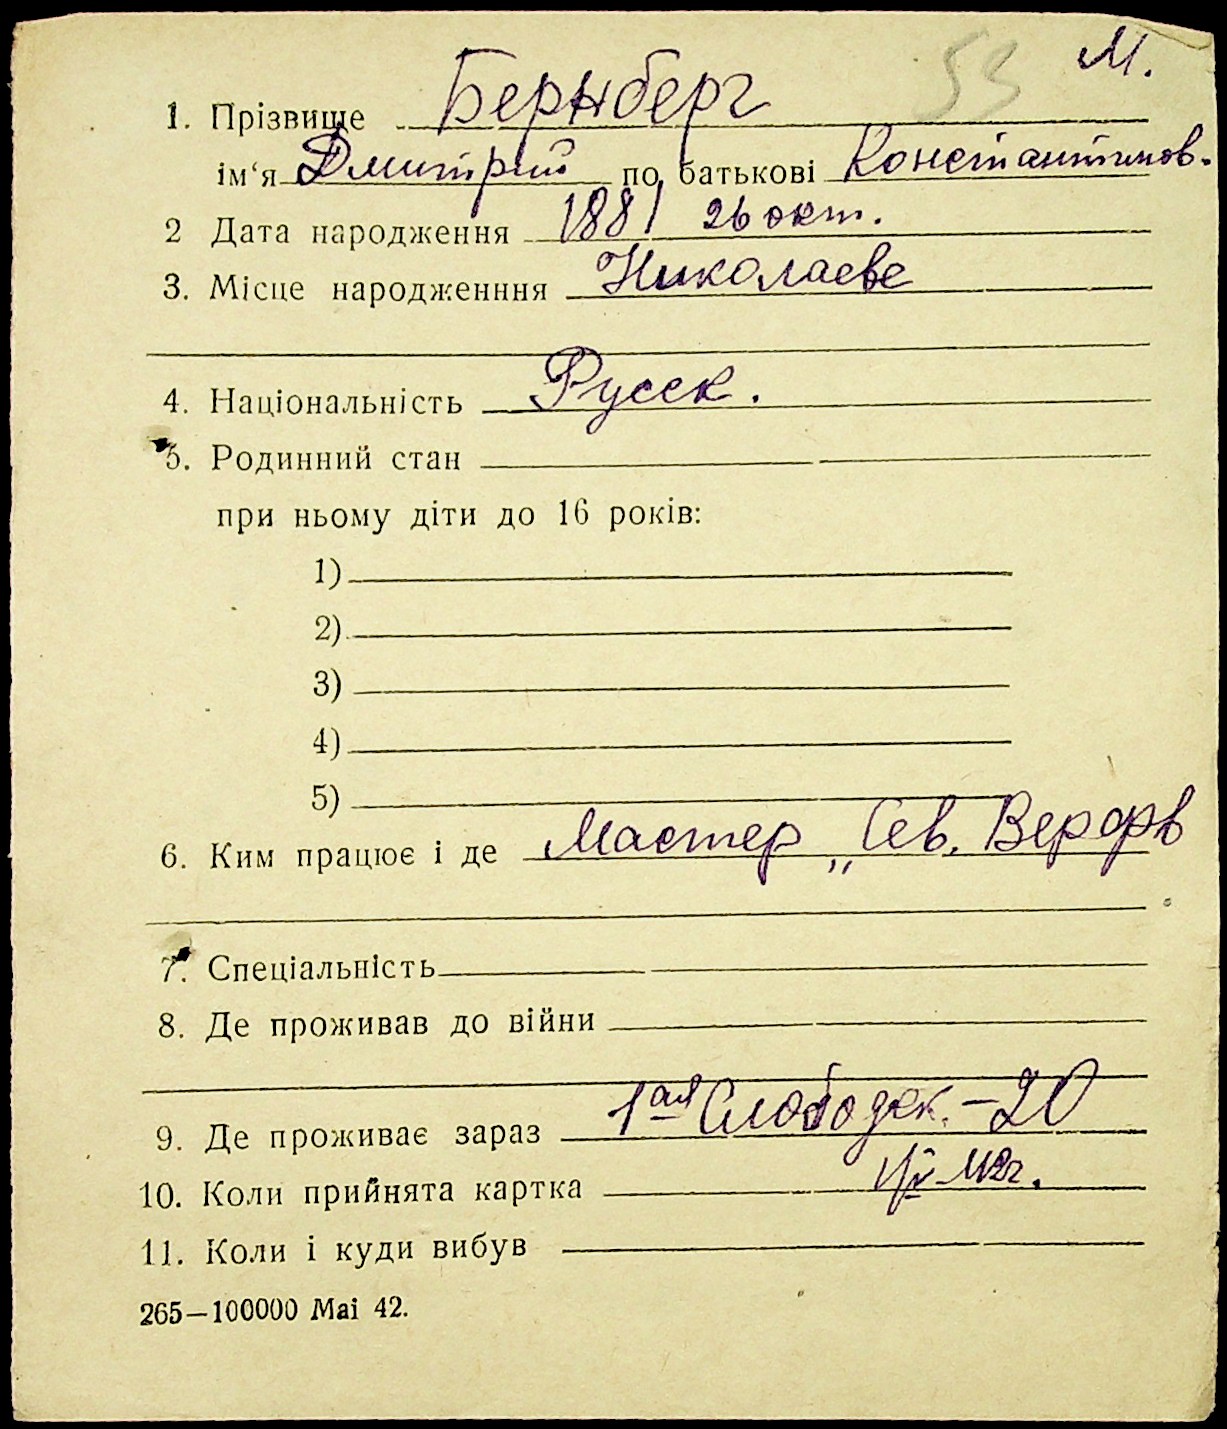 53 М.
1. Прізвище Бернберг
ім‘я Дмитрий по батькові Константинов.
2 Дата народження 1881 26 окт.
3. Місце народженння Николаеве
4. Національність Русск.
5. Родинний стан
при ньому діти до 16 років:
1)
2)
3)
4)
5)
6. Ким працює і де Мастер „Сев. Верфь
7. Спеціальність
8. Де проживав до війни
9. Де проживає зараз 1ая Слободск. – 20
10. Коли прийнята картка
11. Коли і куди вибув
265—100000 Mai 42.